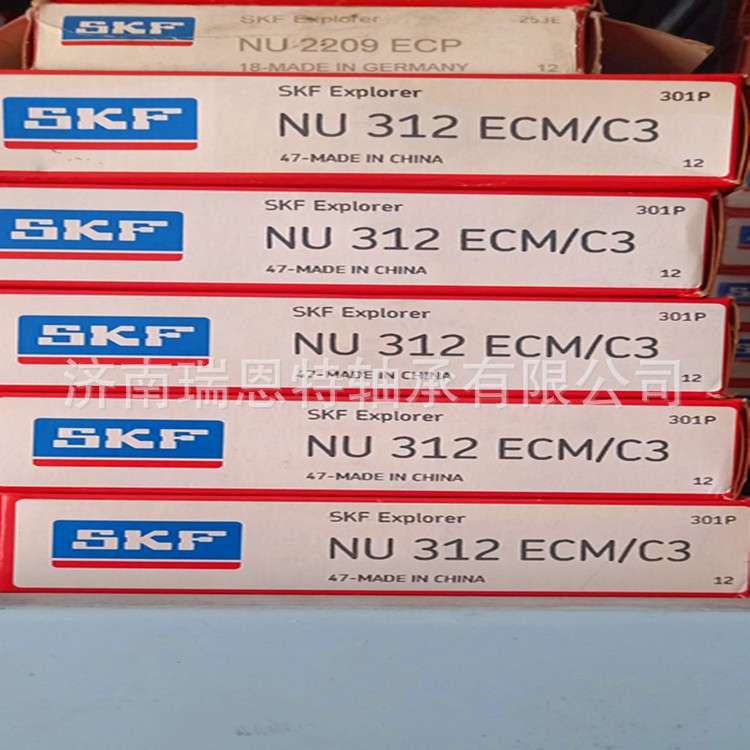 SKF
SKF Explorer
NU 2209 ECP
18-MADE IN GERMANY
12
SKF
SKF Explorer
301P
NU 312 ECM/C3
47-MADE IN CHINA
12
SKF
SKF Explorer
301P
NU 312 ECM/C3
47-MADE IN CHINA
12
SKF
SKF Explorer
301P
NU 312 ECM/C3
47-MADE IN CHINA
12
济南瑞恩特轴承有限公司
SKF
SKF Explorer
301P
NU 312 ECM/C3
47-MADE IN CHINA
12
SKF
SKF Explorer
301P
NU 312 ECM/C3
47-MADE IN CHINA
12